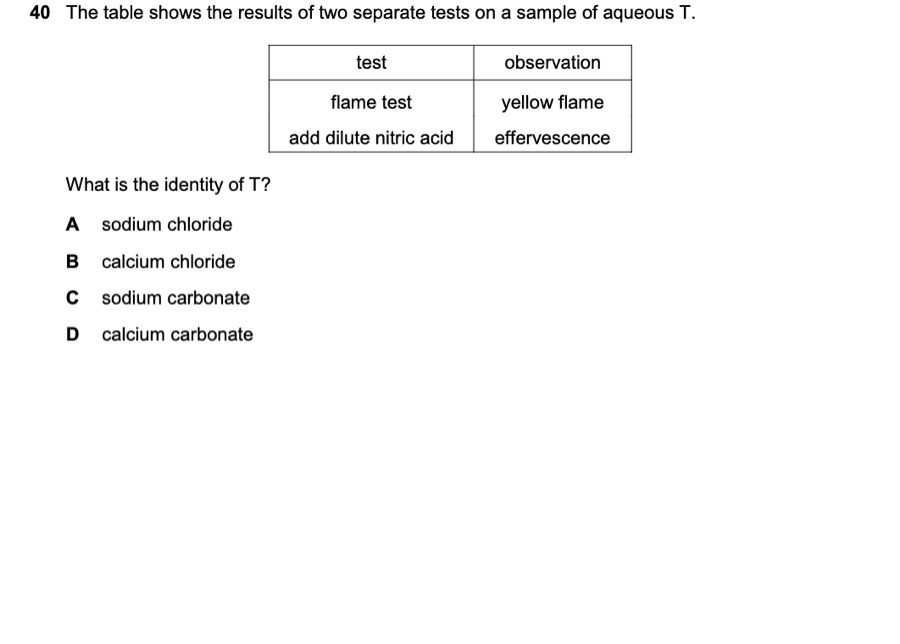 40 The table shows the results of two separate tests on a sample of aqueous T.
test observation
flame test yellow flame
add dilute nitric acid effervescence
What is the identity of T?
A sodium chloride
B calcium chloride
C sodium carbonate
D calcium carbonate